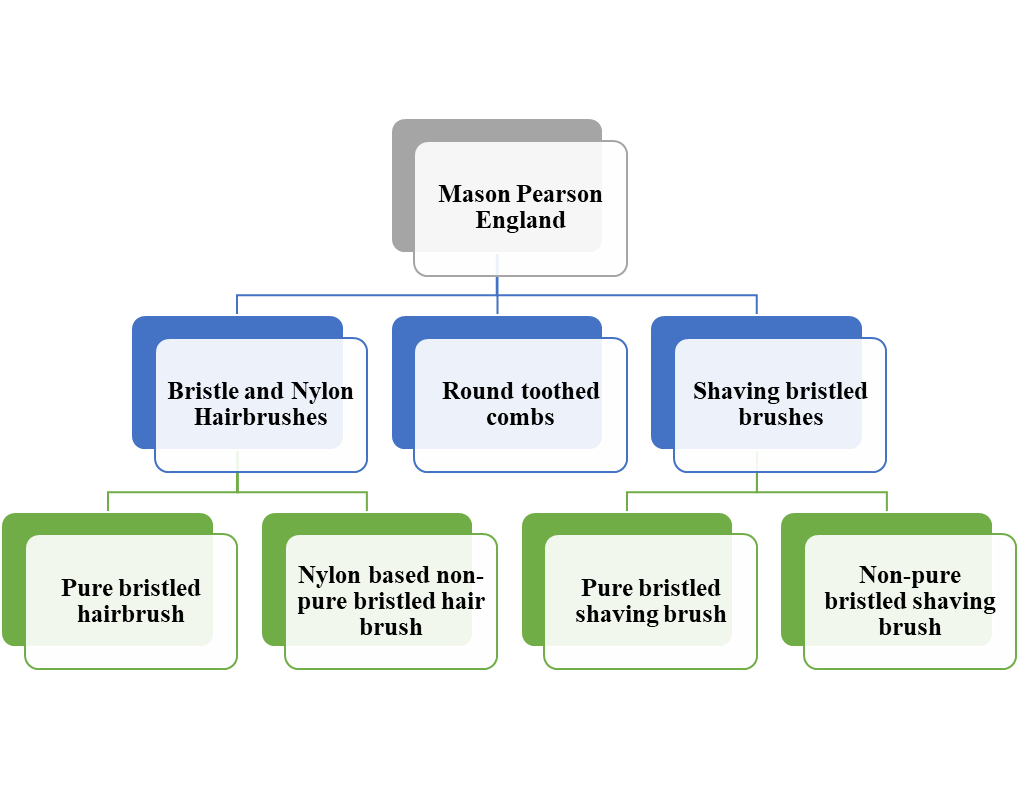 Mason Pearson
England
Bristle and Nylon
Hairbrushes
Round toothed
combs
Shaving bristled
brushes
Pure bristled
hairbrush
Nylon based non-
pure bristled hair
brush
Pure bristled
shaving brush
Non-pure
bristled shaving
brush